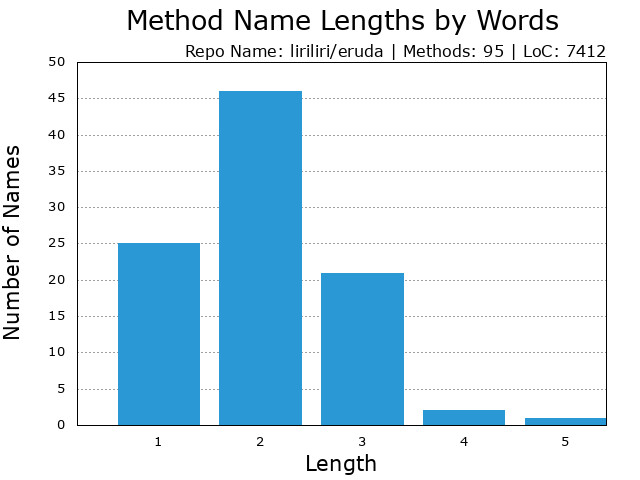 Method Name Lengths by Words
Repo Name: liriliri/eruda | Methods: 95 | LoC: 7412
Number of Names
50
45
40
35
30
25
20
15
10
5
0
1 2 3 4 5
Length